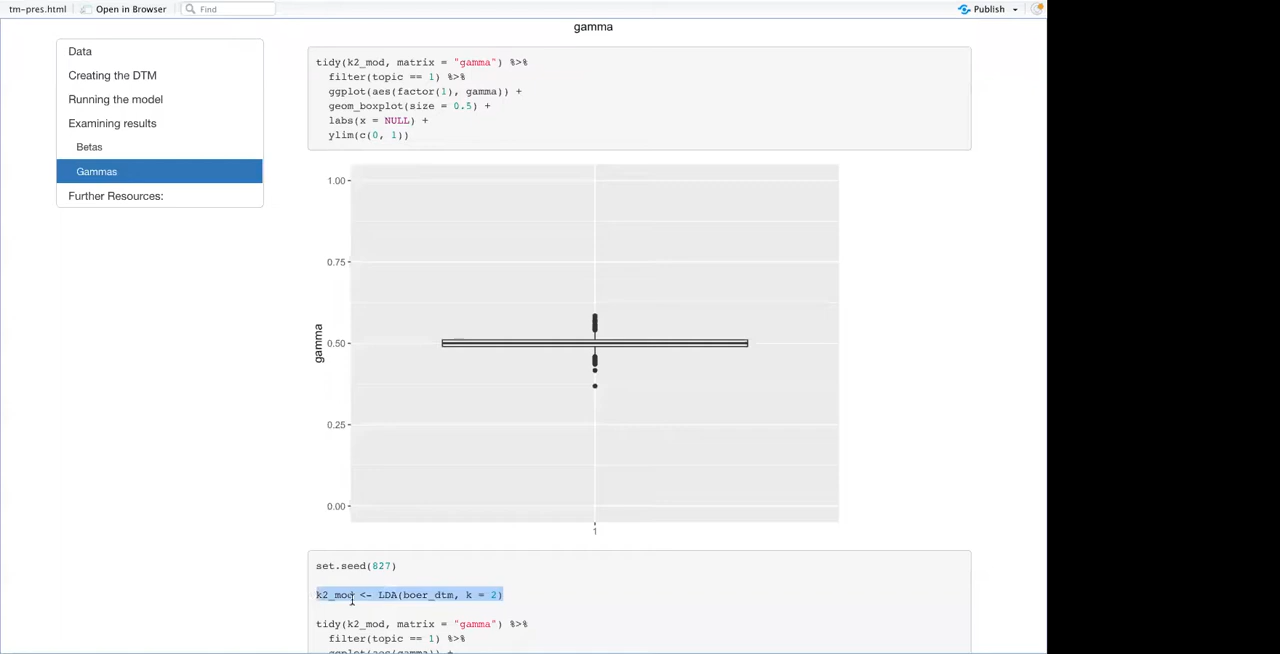 tm-pres.html
Open in Browser
Find
Publish
gamma
Data
Creating the DTM
Running the model
Examining results
Betas
Gammas
Further Resources:
tidy(k2_mod, matrix = "gamma") %>%
filter(topic == 1) %>%
ggplot(aes(factor(1), gamma)) +
geom_boxplot(size = 0.5) +
labs(x = NULL) +
ylim(c(0, 1))
1.00
0.75
0.50
0.25
0.00
gamma
1
set.seed(827)
k2_mod <- LDA(boer_dtm, k = 2)
tidy(k2_mod, matrix = "gamma") %>%
filter(topic == 1) %>%
ggplot(aes(gamma)) +